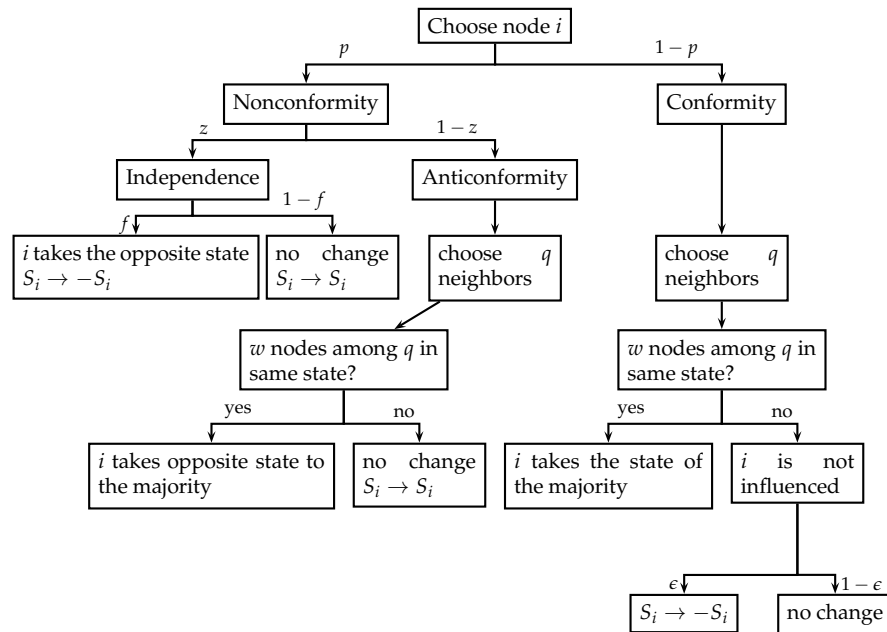 Choose node i
p
1 − p
Nonconformity
Conformity
z
1 − z
Independence
Anticonformity
f
1 − f
i takes the opposite state
S_i → −S_i
no change
S_i → S_i
choose q
neighbors
choose q
neighbors
w nodes among q in
same state?
w nodes among q in
same state?
yes
no
yes
no
i takes opposite state to
the majority
no change
S_i → S_i
i takes the state of
the majority
i is not
influenced
ϵ
1 − ϵ
S_i → −S_i
no change